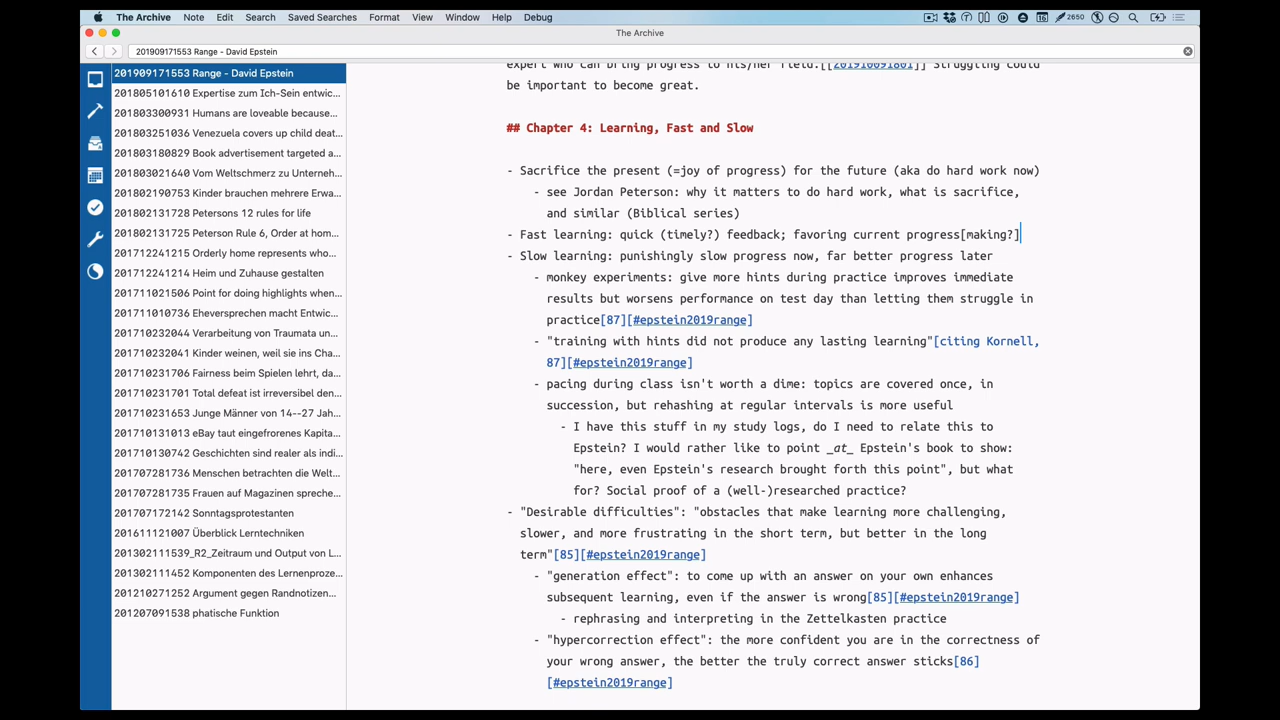 The Archive Note Edit Search Saved Searches Format View Window Help Debug 2650
The Archive
201909171553 Range - David Epstein
201909171553 Range - David Epstein
201805101610 Expertise zum Ich-Sein entwic...
201803300931 Humans are loveable because...
201803251036 Venezuela covers up child deat...
201803180829 Book advertisement targeted a...
201803021640 Vom Weltschmerz zu Unterneh...
201802190753 Kinder brauchen mehrere Erwa...
201802131728 Petersons 12 rules for life
201802131725 Peterson Rule 6, Order at hom...
201712241215 Orderly home represents who...
201712241214 Heim und Zuhause gestalten
201711021506 Point for doing highlights when...
201711010736 Eheversprechen macht Entwic...
201710232044 Verarbeitung von Traumata un...
201710232041 Kinder weinen, weil sie ins Cha...
201710231706 Fairness beim Spielen lehrt, da...
201710231701 Total defeat ist irreversibel den...
201710231653 Junge Männer von 14--27 Jah...
201710131013 eBay taut eingefrorenes Kapita...
201710130742 Geschichten sind realer als indi...
201707281736 Menschen betrachten die Welt...
201707281735 Frauen auf Magazinen spreche...
201707172142 Sonntagsprotestanten
201611121007 Überblick Lerntechniken
201302111539_R2_Zeitraum und Output von L...
201302111452 Komponenten des Lernenproze...
201210271252 Argument gegen Randnotizen...
201207091538 phatische Funktion
expert who can bring progress to his/her field.[[201910091801]] Struggling could
be important to become great.
## Chapter 4: Learning, Fast and Slow
- Sacrifice the present (=joy of progress) for the future (aka do hard work now)
- see Jordan Peterson: why it matters to do hard work, what is sacrifice,
and similar (Biblical series)
- Fast learning: quick (timely?) feedback; favoring current progress[making?]
- Slow learning: punishingly slow progress now, far better progress later
- monkey experiments: give more hints during practice improves immediate
results but worsens performance on test day than letting them struggle in
practice[87][#epstein2019range]
- "training with hints did not produce any lasting learning"[citing Kornell,
87][#epstein2019range]
- pacing during class isn't worth a dime: topics are covered once, in
succession, but rehashing at regular intervals is more useful
- I have this stuff in my study logs, do I need to relate this to
Epstein? I would rather like to point _at_ Epstein's book to show:
"here, even Epstein's research brought forth this point", but what
for? Social proof of a (well-)researched practice?
- "Desirable difficulties": "obstacles that make learning more challenging,
slower, and more frustrating in the short term, but better in the long
term"[85][#epstein2019range]
- "generation effect": to come up with an answer on your own enhances
subsequent learning, even if the answer is wrong[85][#epstein2019range]
- rephrasing and interpreting in the Zettelkasten practice
- "hypercorrection effect": the more confident you are in the correctness of
your wrong answer, the better the truly correct answer sticks[86]
[#epstein2019range]